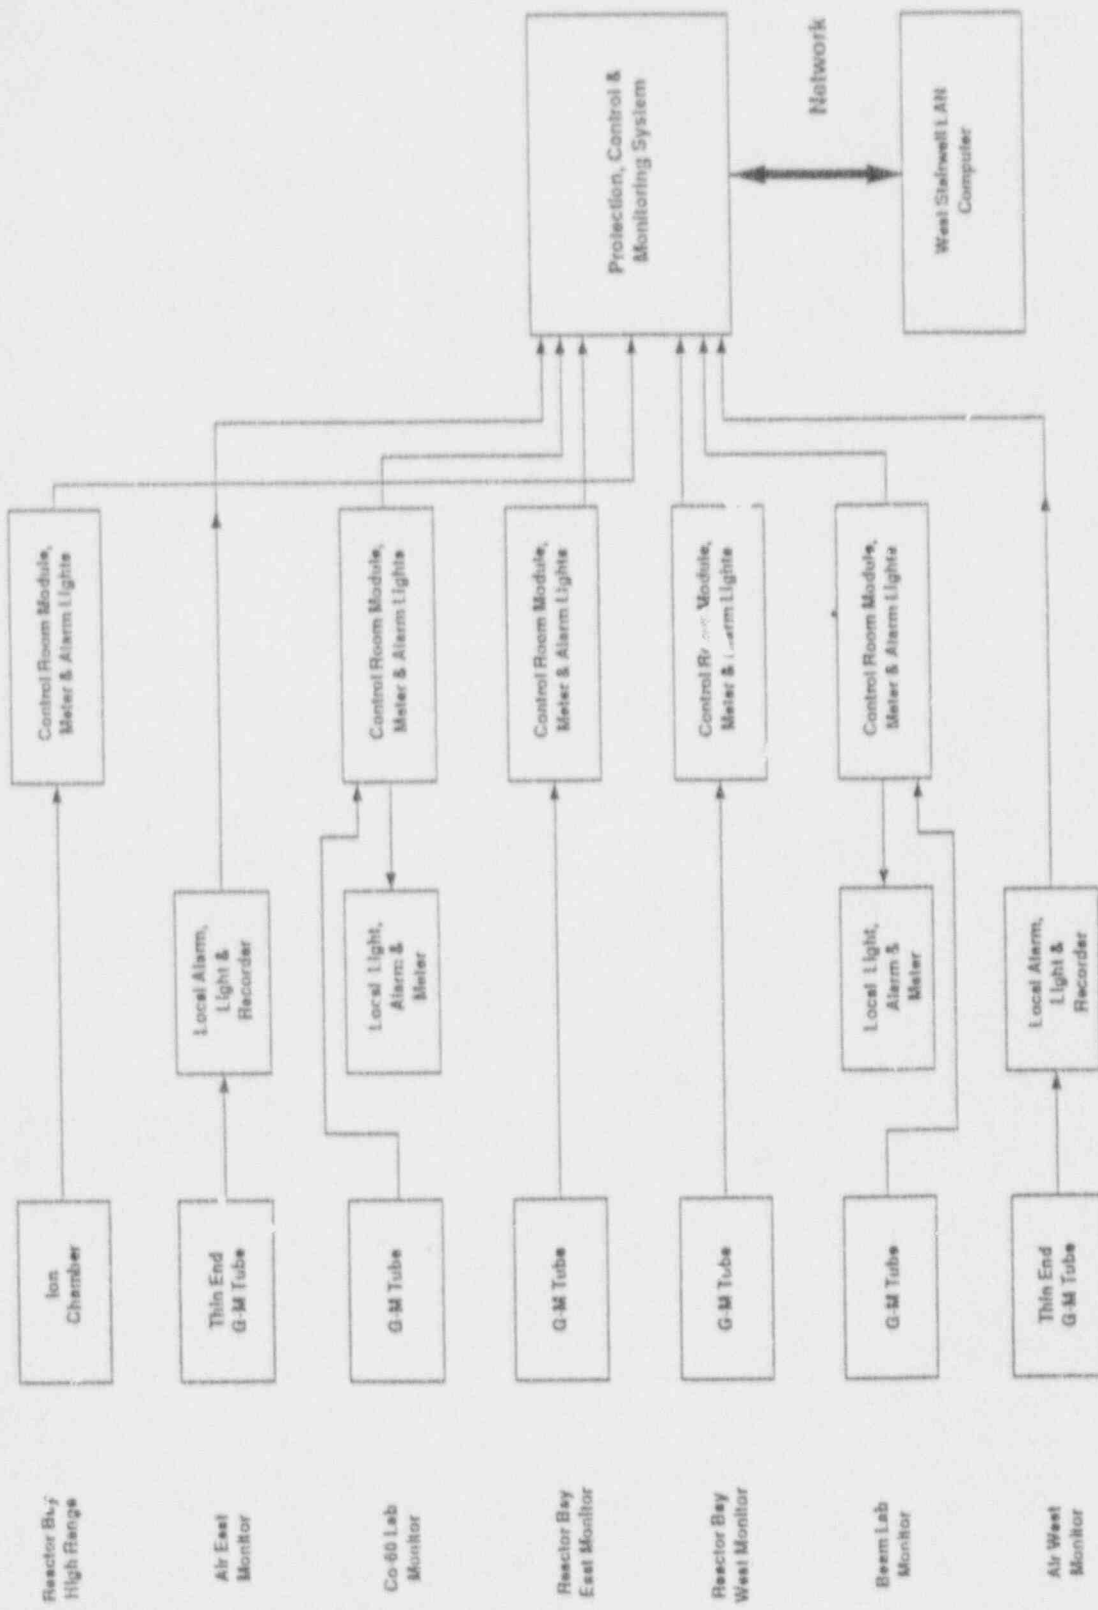 Reactor Bay
High Range
Ion
Chamber
Control Room Module,
Meter & Alarm Lights
Air East
Monitor
Thin End
G-M Tube
Local Alarm,
Light &
Recorder
Co-60 Lab
Monitor
G-M Tube
Local Light,
Alarm &
Meter
Control Room Module,
Meter & Alarm Lights
Reactor Bay
East Monitor
G-M Tube
Control Room Module,
Meter & Alarm Lights
Reactor Bay
West Monitor
G-M Tube
Control Module,
Meter & Lights
Beam Lab
Monitor
G-M Tube
Local Light,
Alarm &
Meter
Control Room Module,
Meter & Alarm Lights
Air West
Monitor
Thin End
G-M Tube
Local Alarm,
Light &
Recorder
Protection, Control &
Monitoring System
Network
West Stairwell LAN
Computer